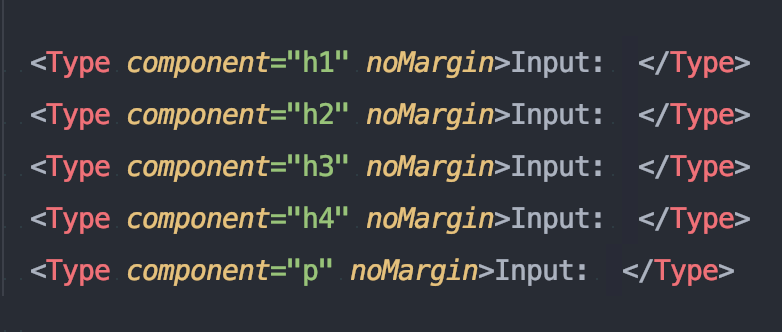 <Type component="h1" noMargin>Input:  </Type>
<Type component="h2" noMargin>Input:  </Type>
<Type component="h3" noMargin>Input:  </Type>
<Type component="h4" noMargin>Input:  </Type>
<Type component="p" noMargin>Input:  </Type>